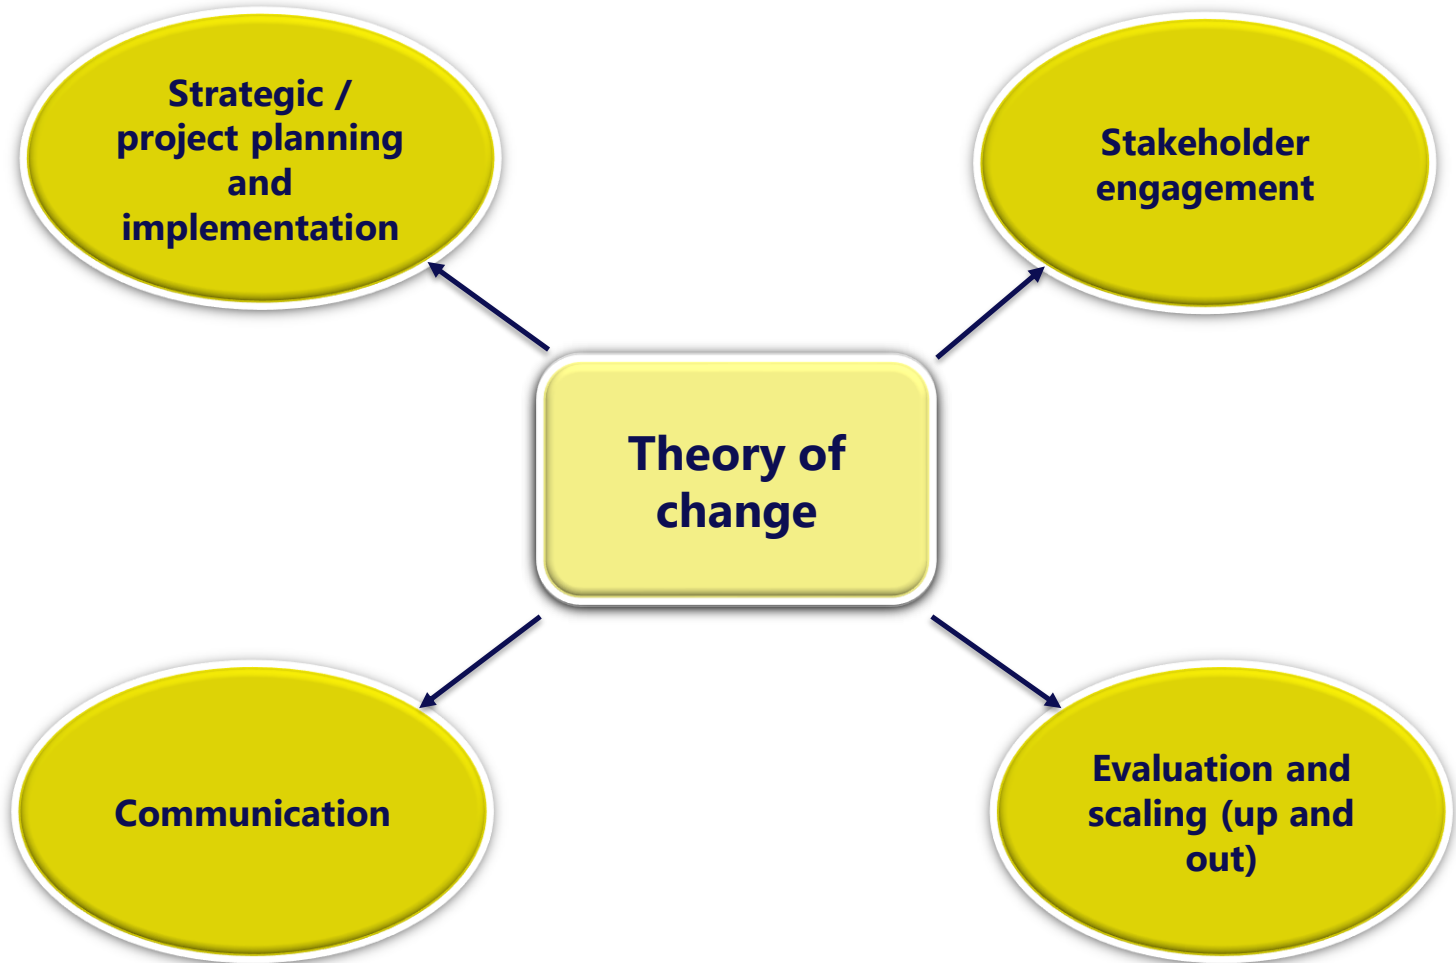 Strategic /
project planning
and
implementation
Stakeholder
engagement
Theory of
change
Communication
Evaluation and
scaling (up and
out)